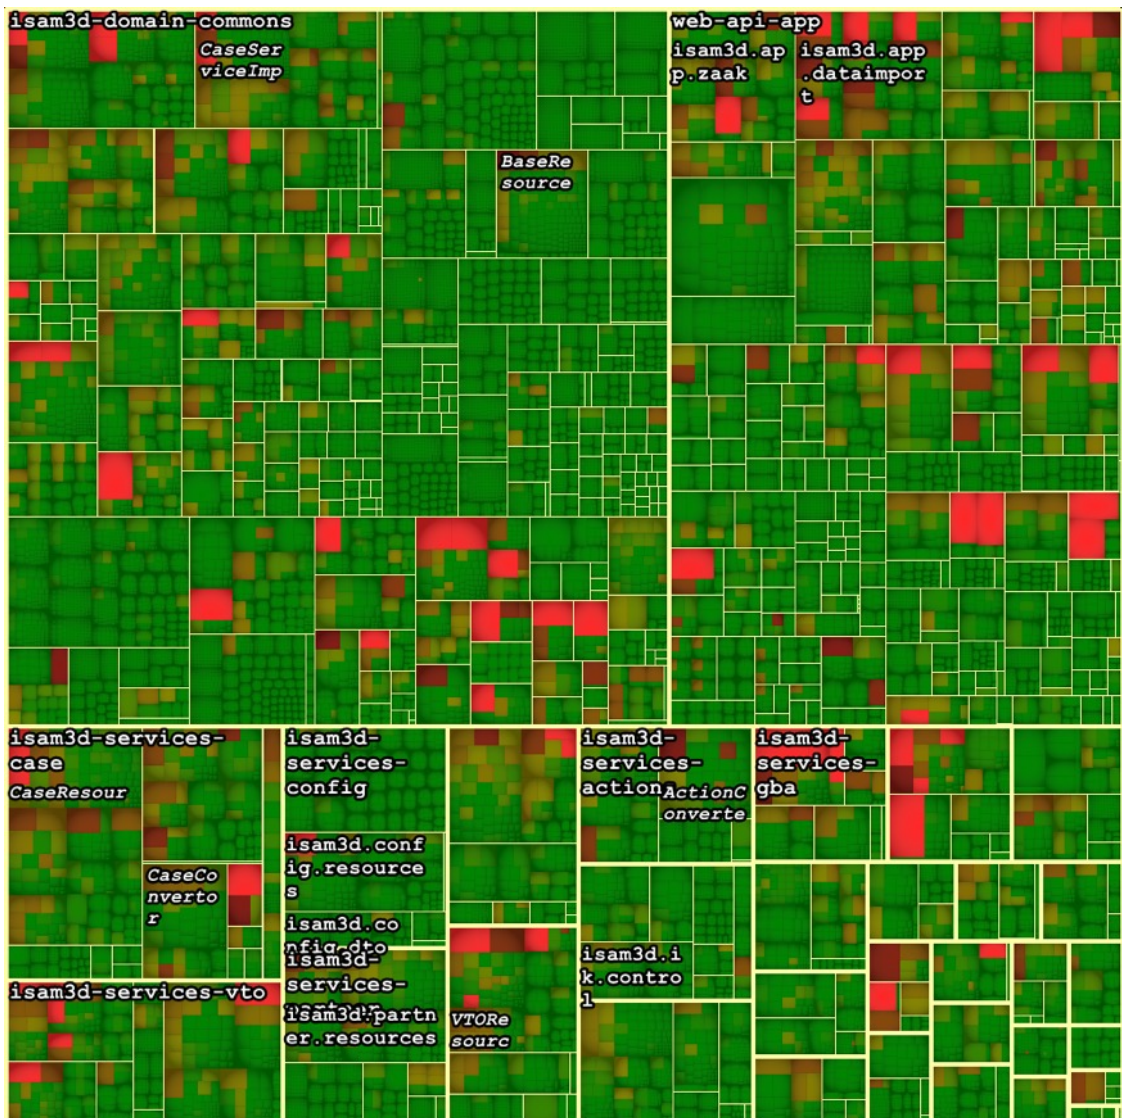 isam3d-domain-commons
CaseSer
viceImp
BaseRe
source
web-api-app
isam3d.ap
p.zaak
isam3d.app
.dataimpor
t
isam3d-services-
case
CaseResour
CaseCo
nverto
r
isam3d-
services-
config
isam3d.conf
ig.resource
s
isam3d.co
nfig.dto
isam3d-
services-
isam3d.partn
er.resources
VTORe
sourc
isam3d-
services-
action
ActionC
onverte
isam3d.i
k.contro
l
isam3d-
services-
gba
isam3d-services-vto